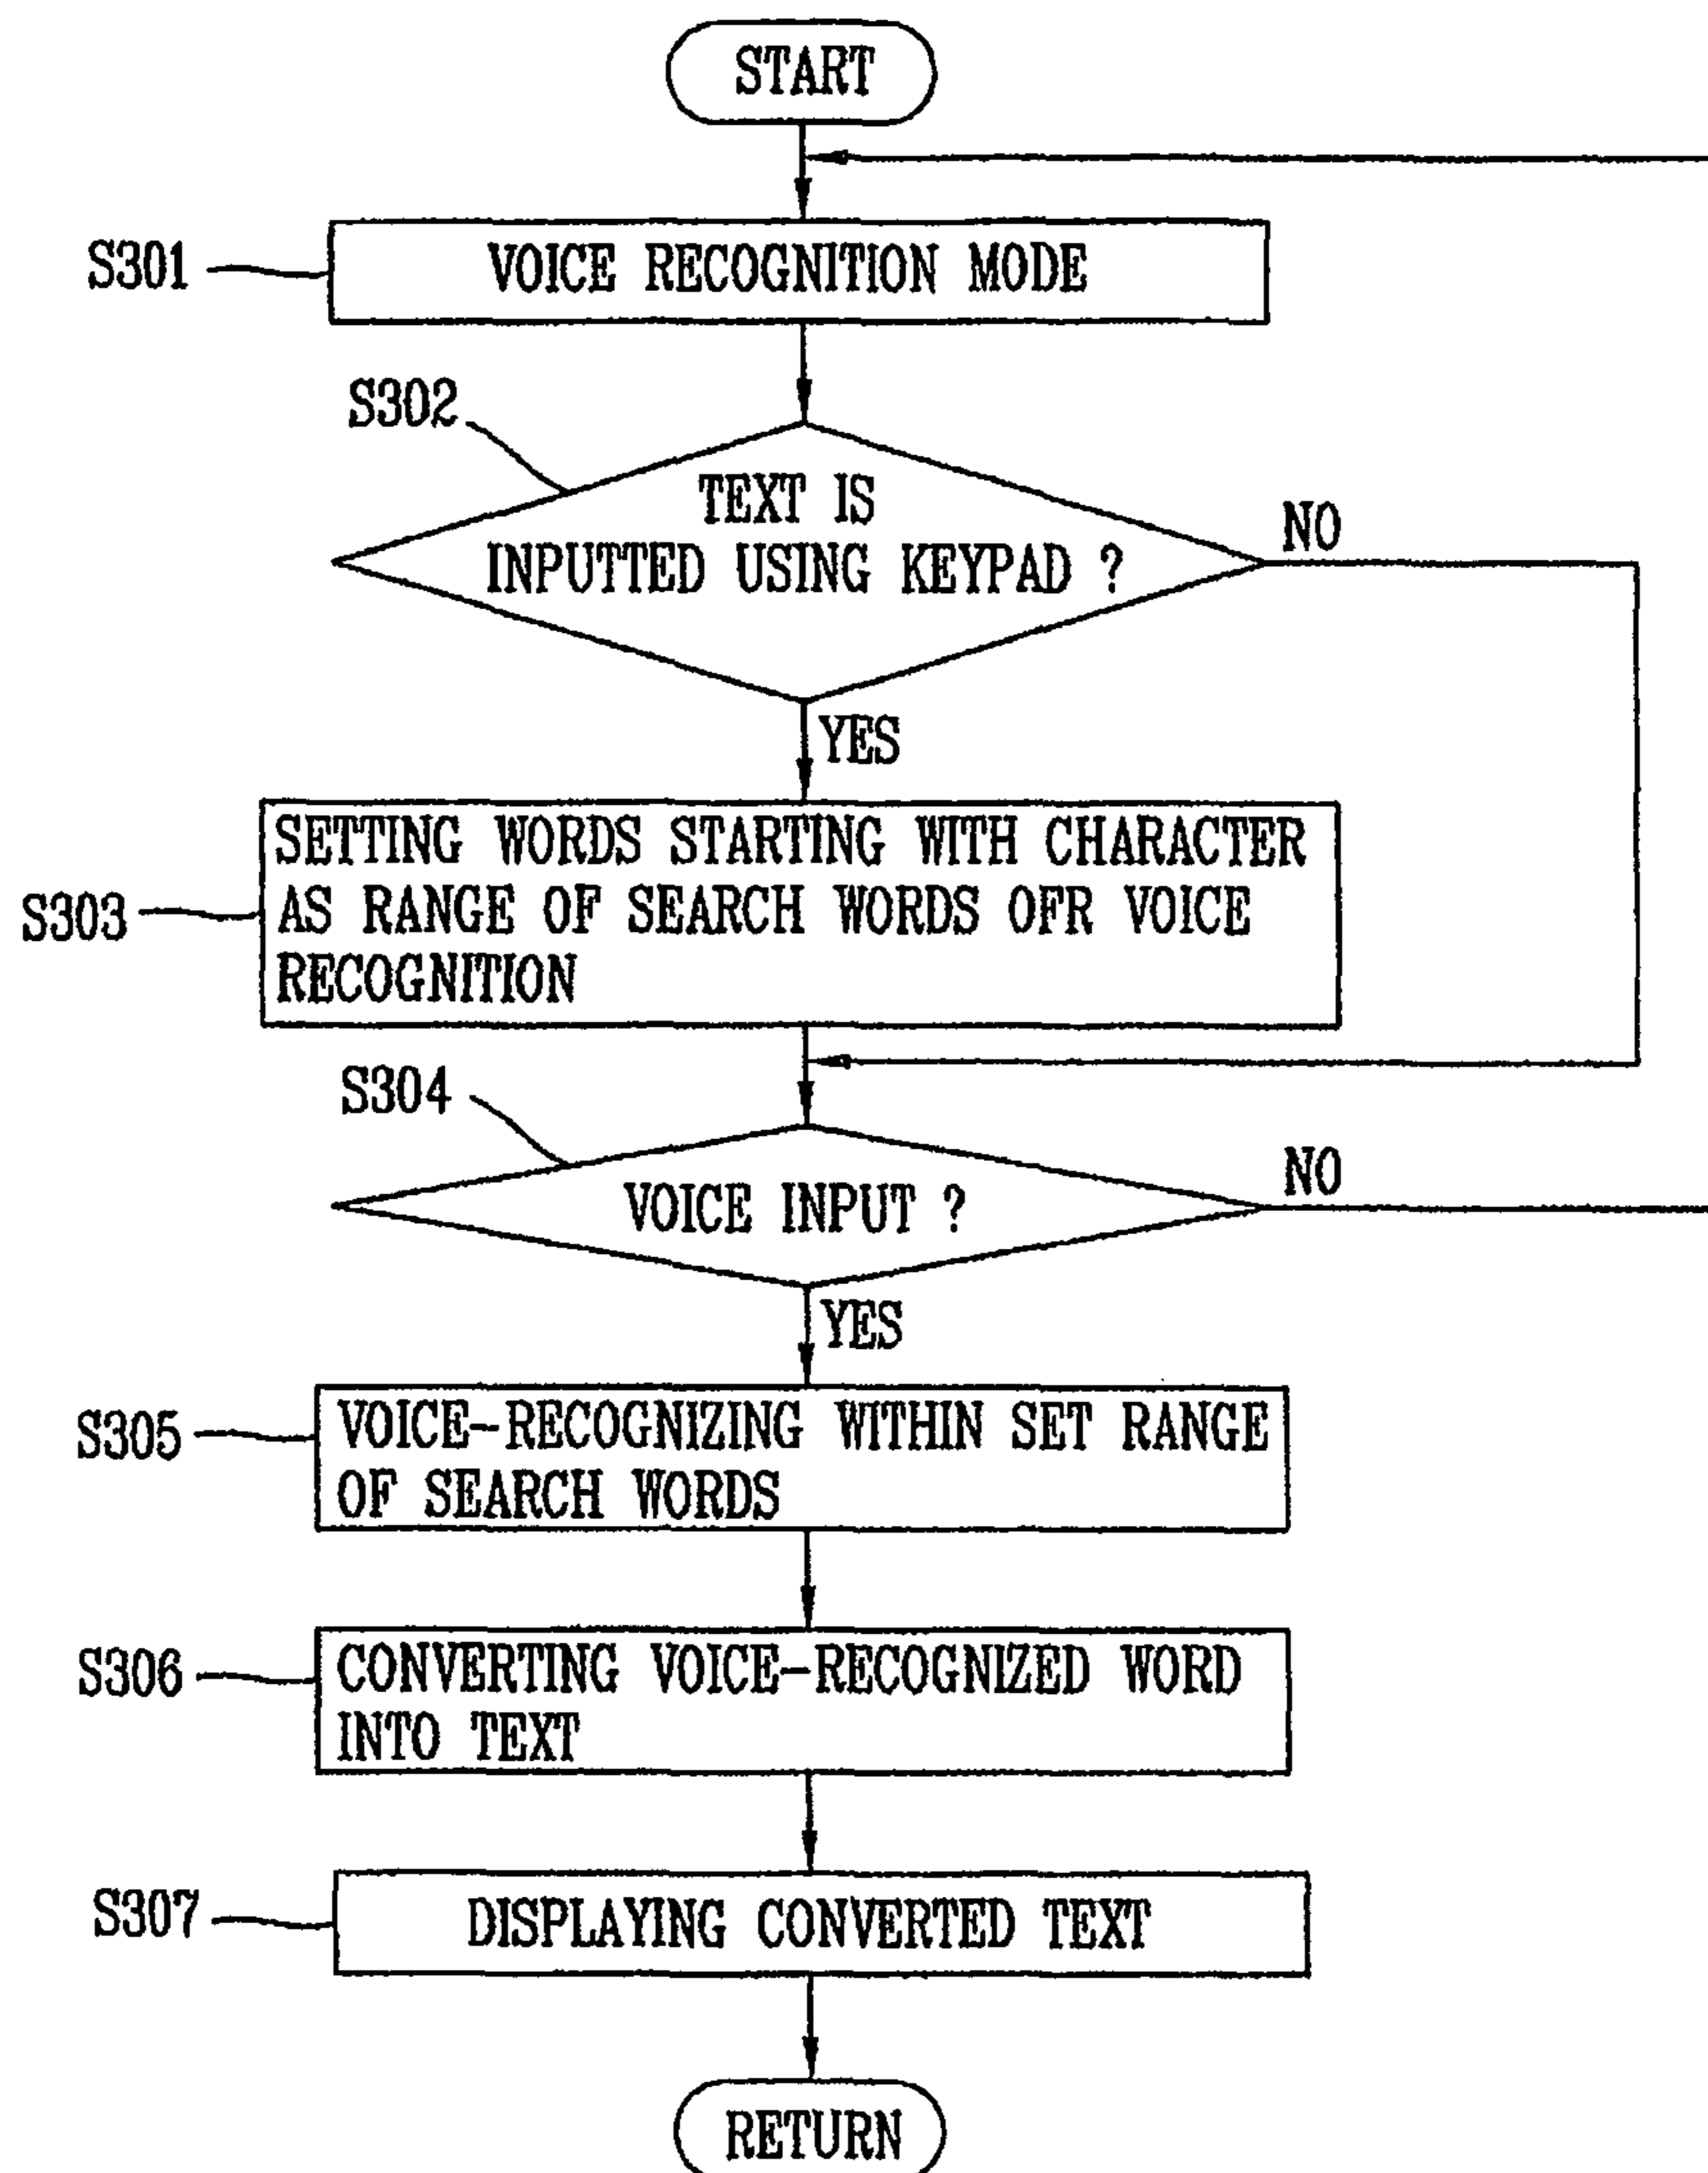 START
S301
VOICE RECOGNITION MODE
S302
TEXT IS
INPUTTED USING KEYPAD ?
NO
YES
S303
SETTING WORDS STARTING WITH CHARACTER
AS RANGE OF SEARCH WORDS OFR VOICE
RECOGNITION
S304
VOICE INPUT ?
NO
YES
S305
VOICE-RECOGNIZING WITHIN SET RANGE
OF SEARCH WORDS
S306
CONVERTING VOICE-RECOGNIZED WORD
INTO TEXT
S307
DISPLAYING CONVERTED TEXT
RETURN